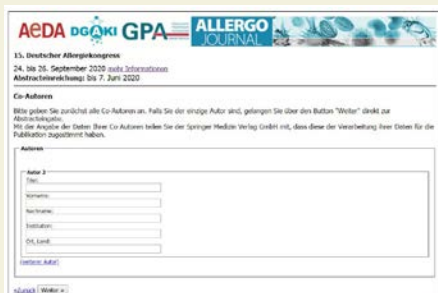 AeDA DGAKI GPA ALLERGO
JOURNAL
15. Deutscher Allergiekongress
24. bis 26. September 2020 mehr Informationen
Abstracteinreichung: bis 7. Juni 2020
Co-Autoren
Bitte geben Sie zunächst alle Co-Autoren an. Falls Sie der einzige Autor sind, gelangen Sie über den Button "Weiter" direkt zur
Abstracteingabe.
Mit der Angabe der Daten Ihrer Co-Autoren teilen Sie der Springer Medizin Verlag GmbH mit, dass diese der Verarbeitung ihrer Daten für die
Publikation zugestimmt haben.
Autoren
Autor 2
Titel:
Vorname:
Nachname:
Institution:
Ort, Land:
[weiterer Autor]
«Zurück Weiter »